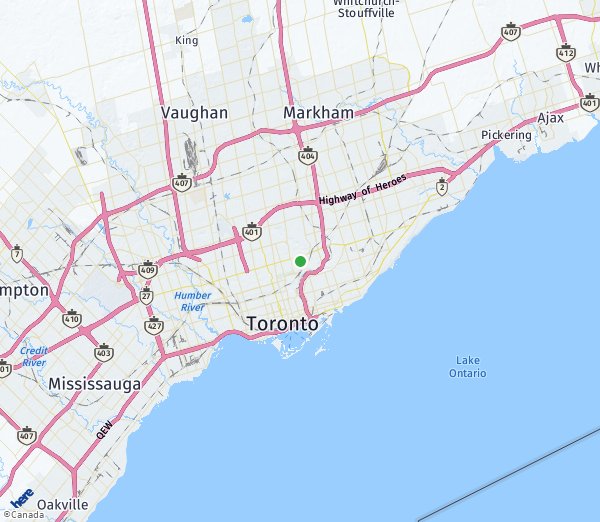 Whitchurch-
Stouffville
King
407
412
Wh
Vaughan
Markham
401
Ajax
Pickering
404
407
Highway of Heroes
2
401
7
409
mpton
27
Humber
River
410
427
Toronto
Credit
River
403
01
Lake
Ontario
Mississauga
QEW
407
here
Oakville
©Canada